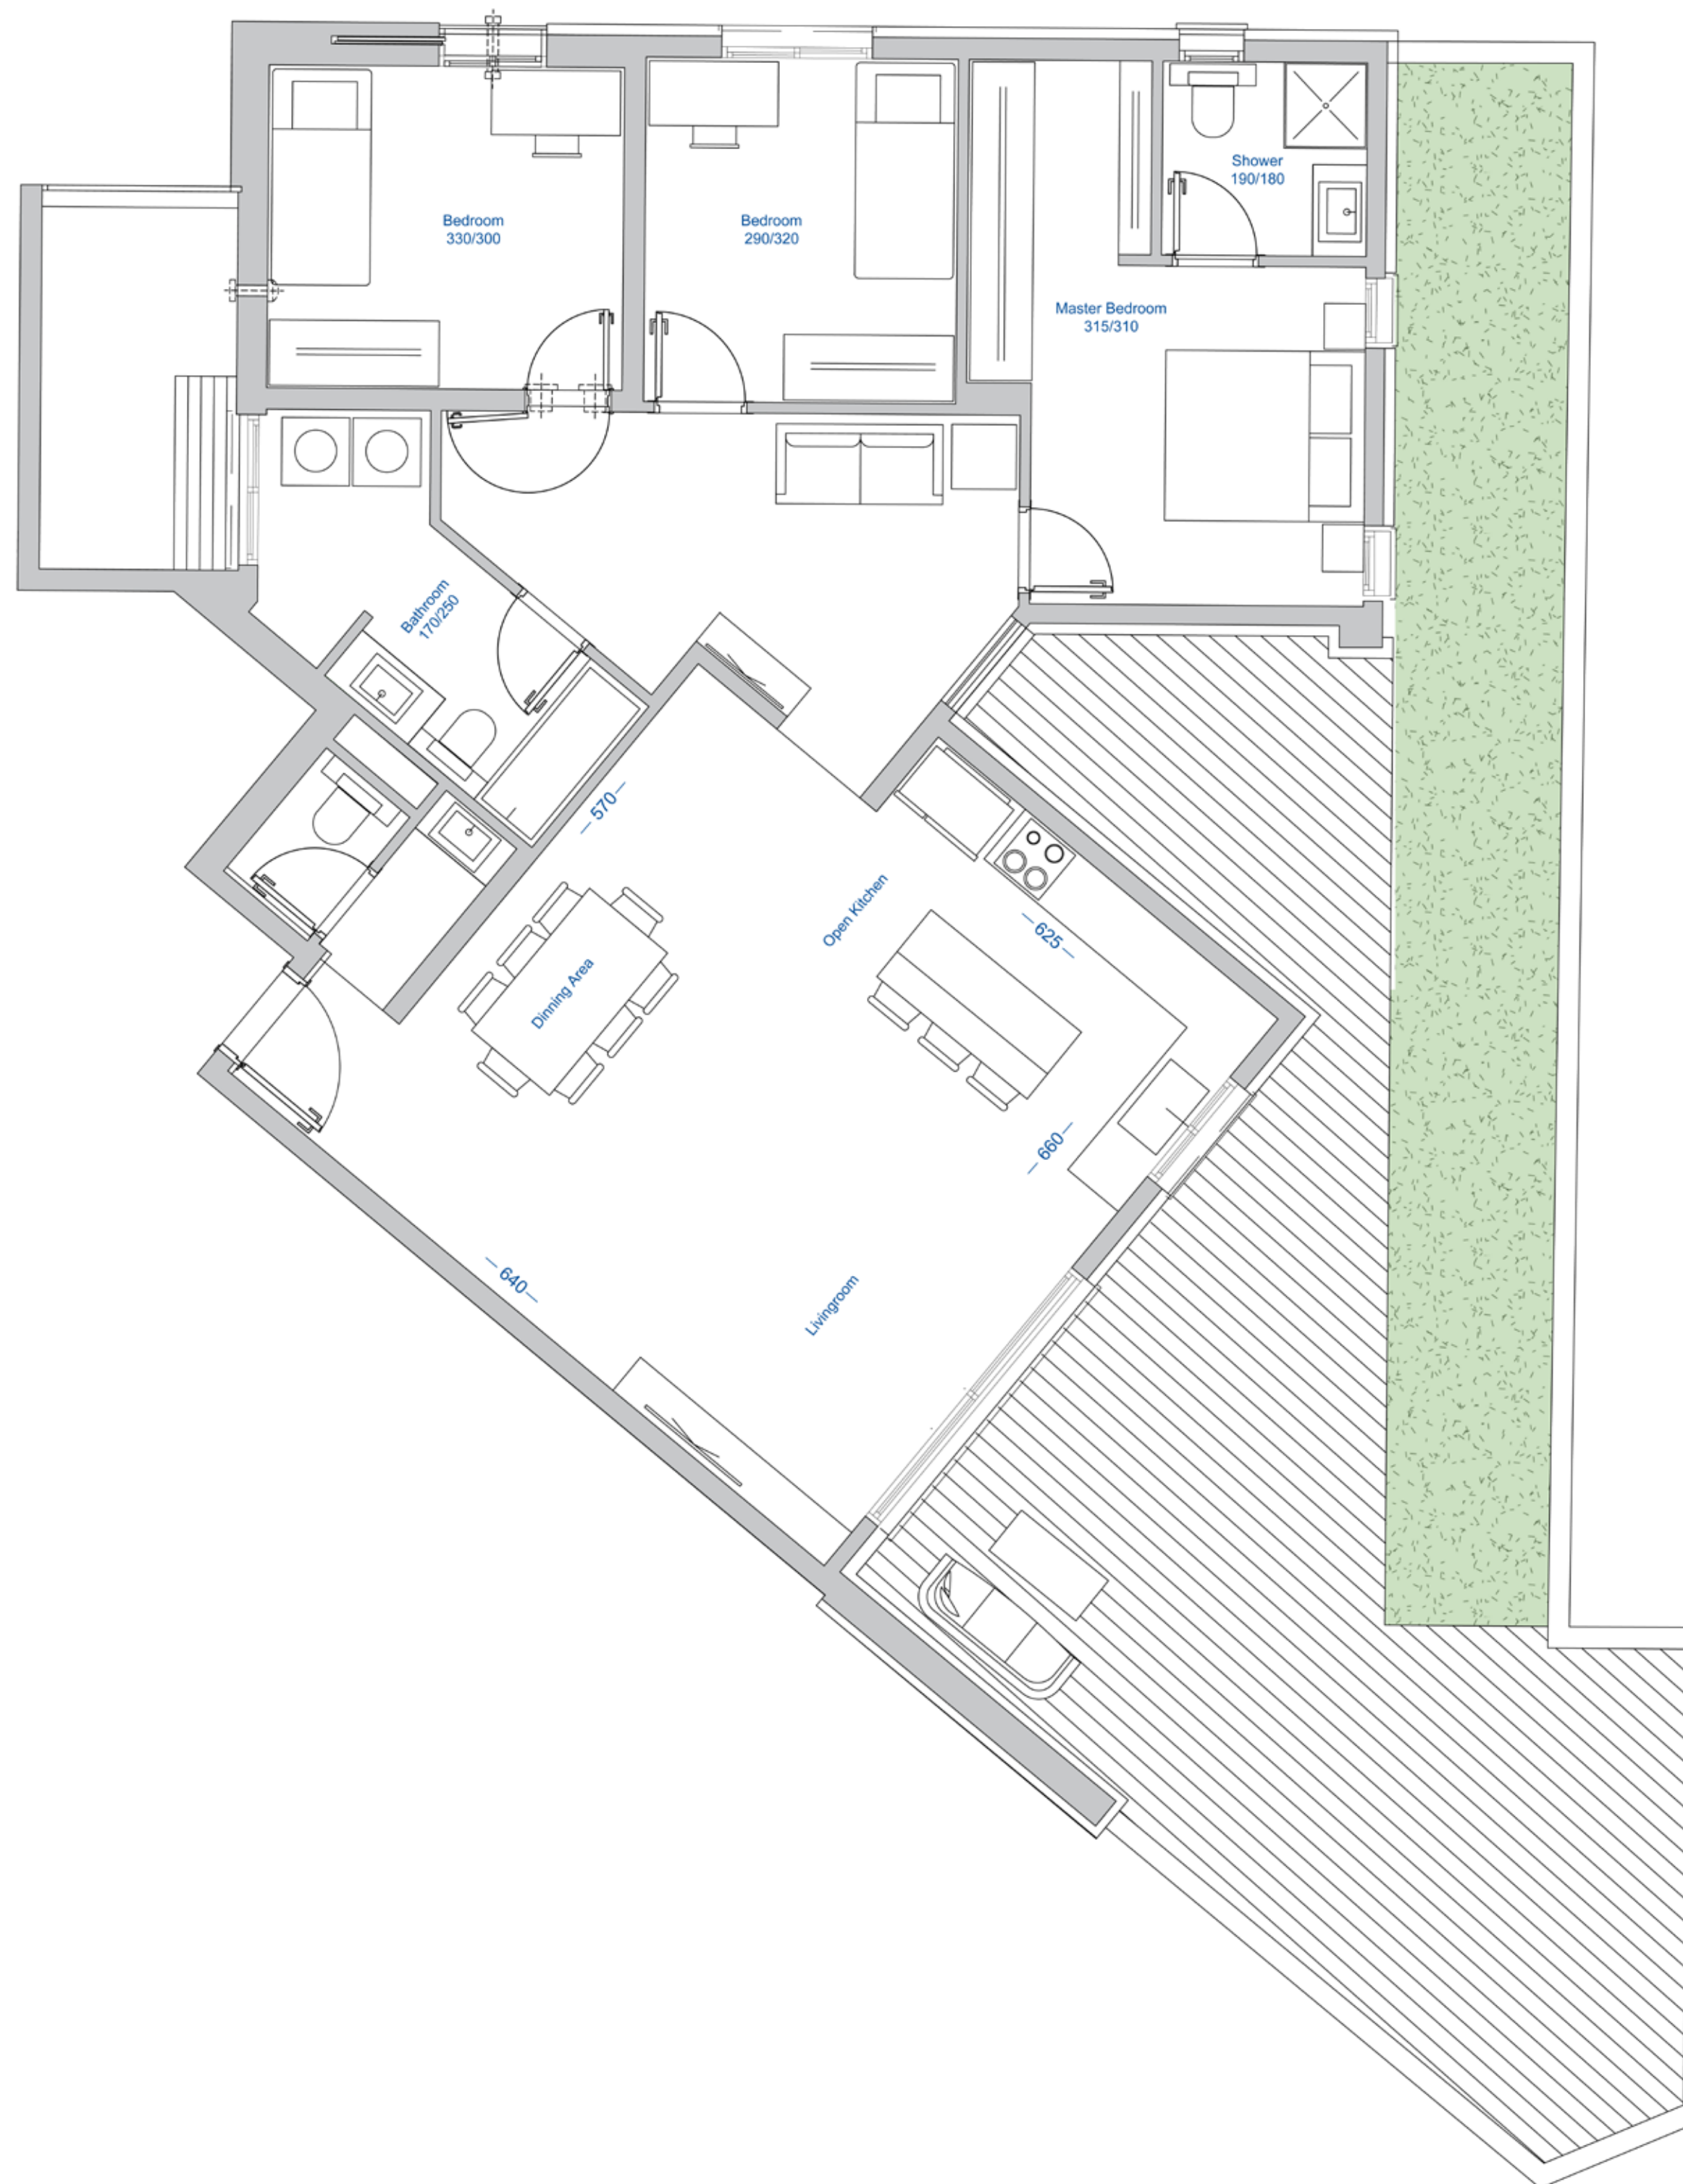 Shower
190/180
Bedroom
330/300
Bedroom
290/320
Master Bedroom
315/310
Bathroom
170/250
570
Open Kitchen
625
Dinning Area
660
640
Livingroom